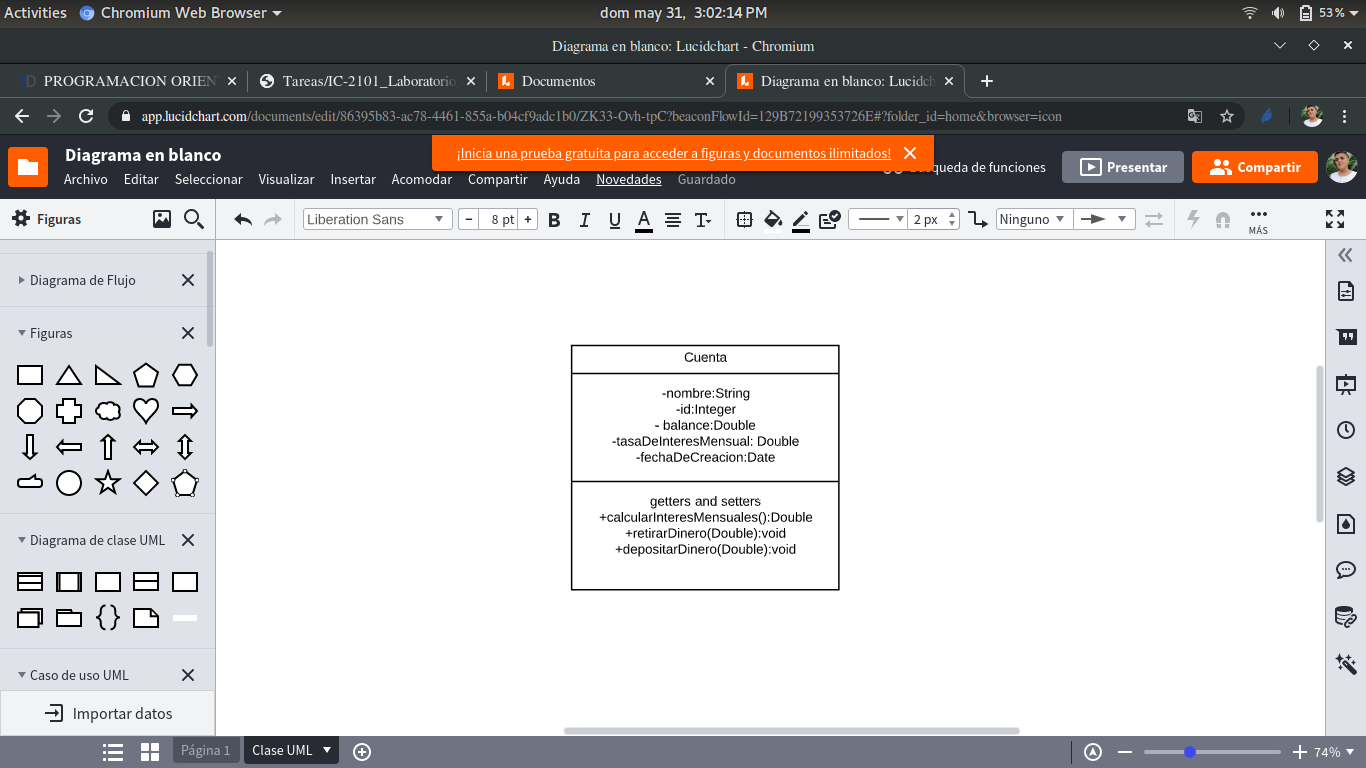 Activities Chromium Web Browser dom may 31, 3:02:14 PM 53%
Diagrama en blanco: Lucidchart - Chromium
PROGRAMACION ORIEN Tareas/IC-2101_Laboratorio Documentos Diagrama en blanco: Lucidch
app.lucidchart.com/documents/edit/86395b83-ac78-4461-855a-b04cf9adc1b0/ZK33-Ovh-tpC?beaconFlowId=129B72199353726E#?folder_id=home&browser=icon
Diagrama en blanco
¡Inicia una prueba gratuita para acceder a figuras y documentos ilimitados!
queda de funciones Presentar Compartir
Archivo Editar Seleccionar Visualizar Insertar Acomodar Compartir Ayuda Novedades Guardado
Figuras Liberation Sans 8 pt B I U A T 2 px Ninguno MÁS
Diagrama de Flujo
Figuras
Diagrama de clase UML
Caso de uso UML
Importar datos
Cuenta
-nombre:String
-id:Integer
- balance:Double
-tasaDeInteresMensual: Double
-fechaDeCreacion:Date
getters and setters
+calcularInteresMensuales():Double
+retirarDinero(Double):void
+depositarDinero(Double):void
Página 1 Clase UML 74%